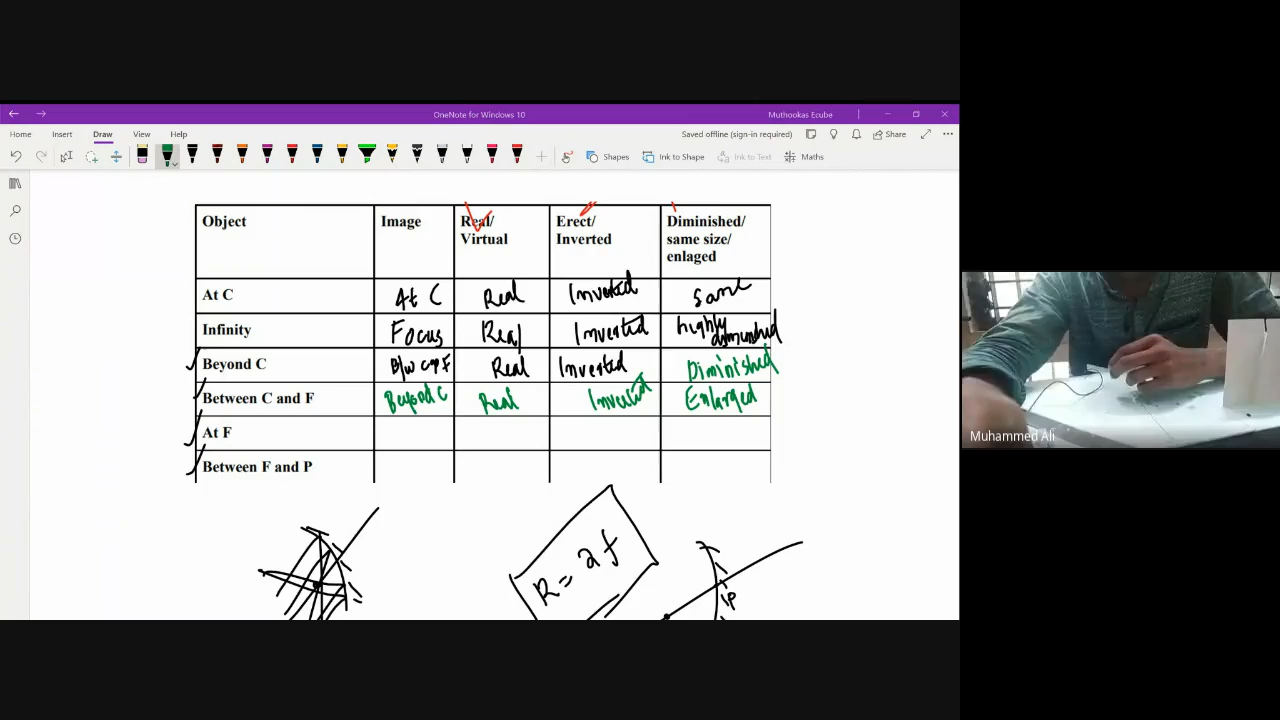 OneNote for Windows 10
Muthookas Ecube
Home Insert Draw View Help
Saved offline (sign-in required)
Share
Shapes
Ink to Shape
Ink to Text
Maths
Object Image Real/ Erect/ Diminished/
Virtual Inverted same size/
enlaged
At C At C Real Inverted Same
Infinity Focus Real Inverted highly
diminished
Beyond C B/w C & F Real Inverted Diminished
Between C and F Beyond C Real Inverted Enlarged
At F
Between F and P
R = 2f
P
Muhammed Ali